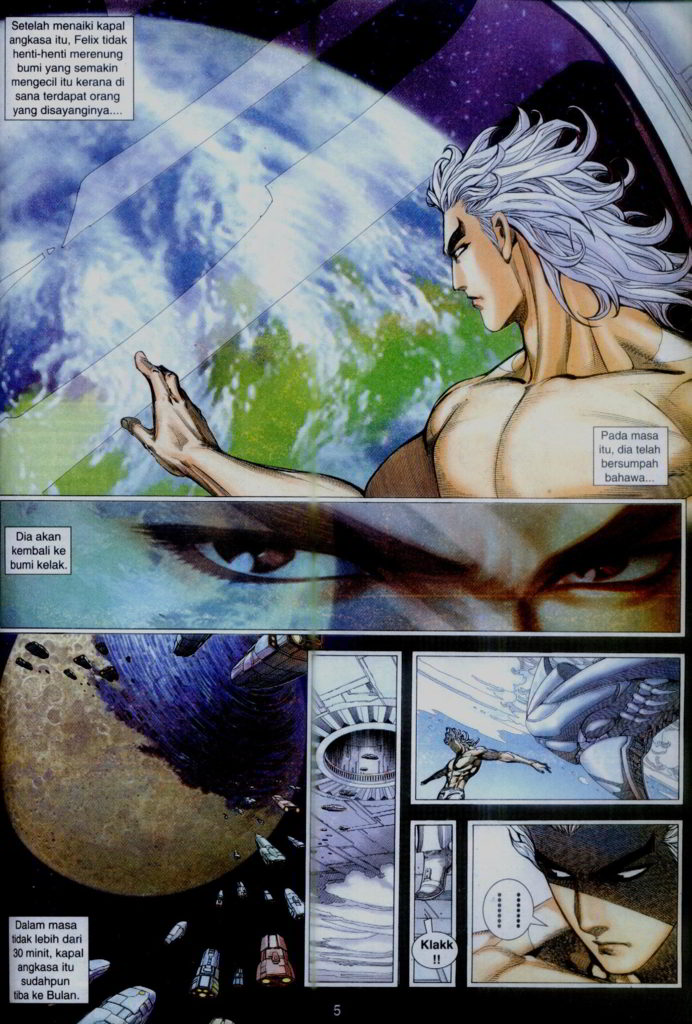 Setelah menaiki kapal
angkasa itu, Felix tidak
henti-henti merenung
bumi yang semakin
mengecil itu kerana di
sana terdapat orang
yang disayanginya....
Pada masa
itu, dia telah
bersumpah
bahawa...
Dia akan
kembali ke
bumi kelak.
Klakk
!!
Dalam masa
tidak lebih dari
30 minit, kapal
angkasa itu
sudahpun
tiba ke Bulan.
5